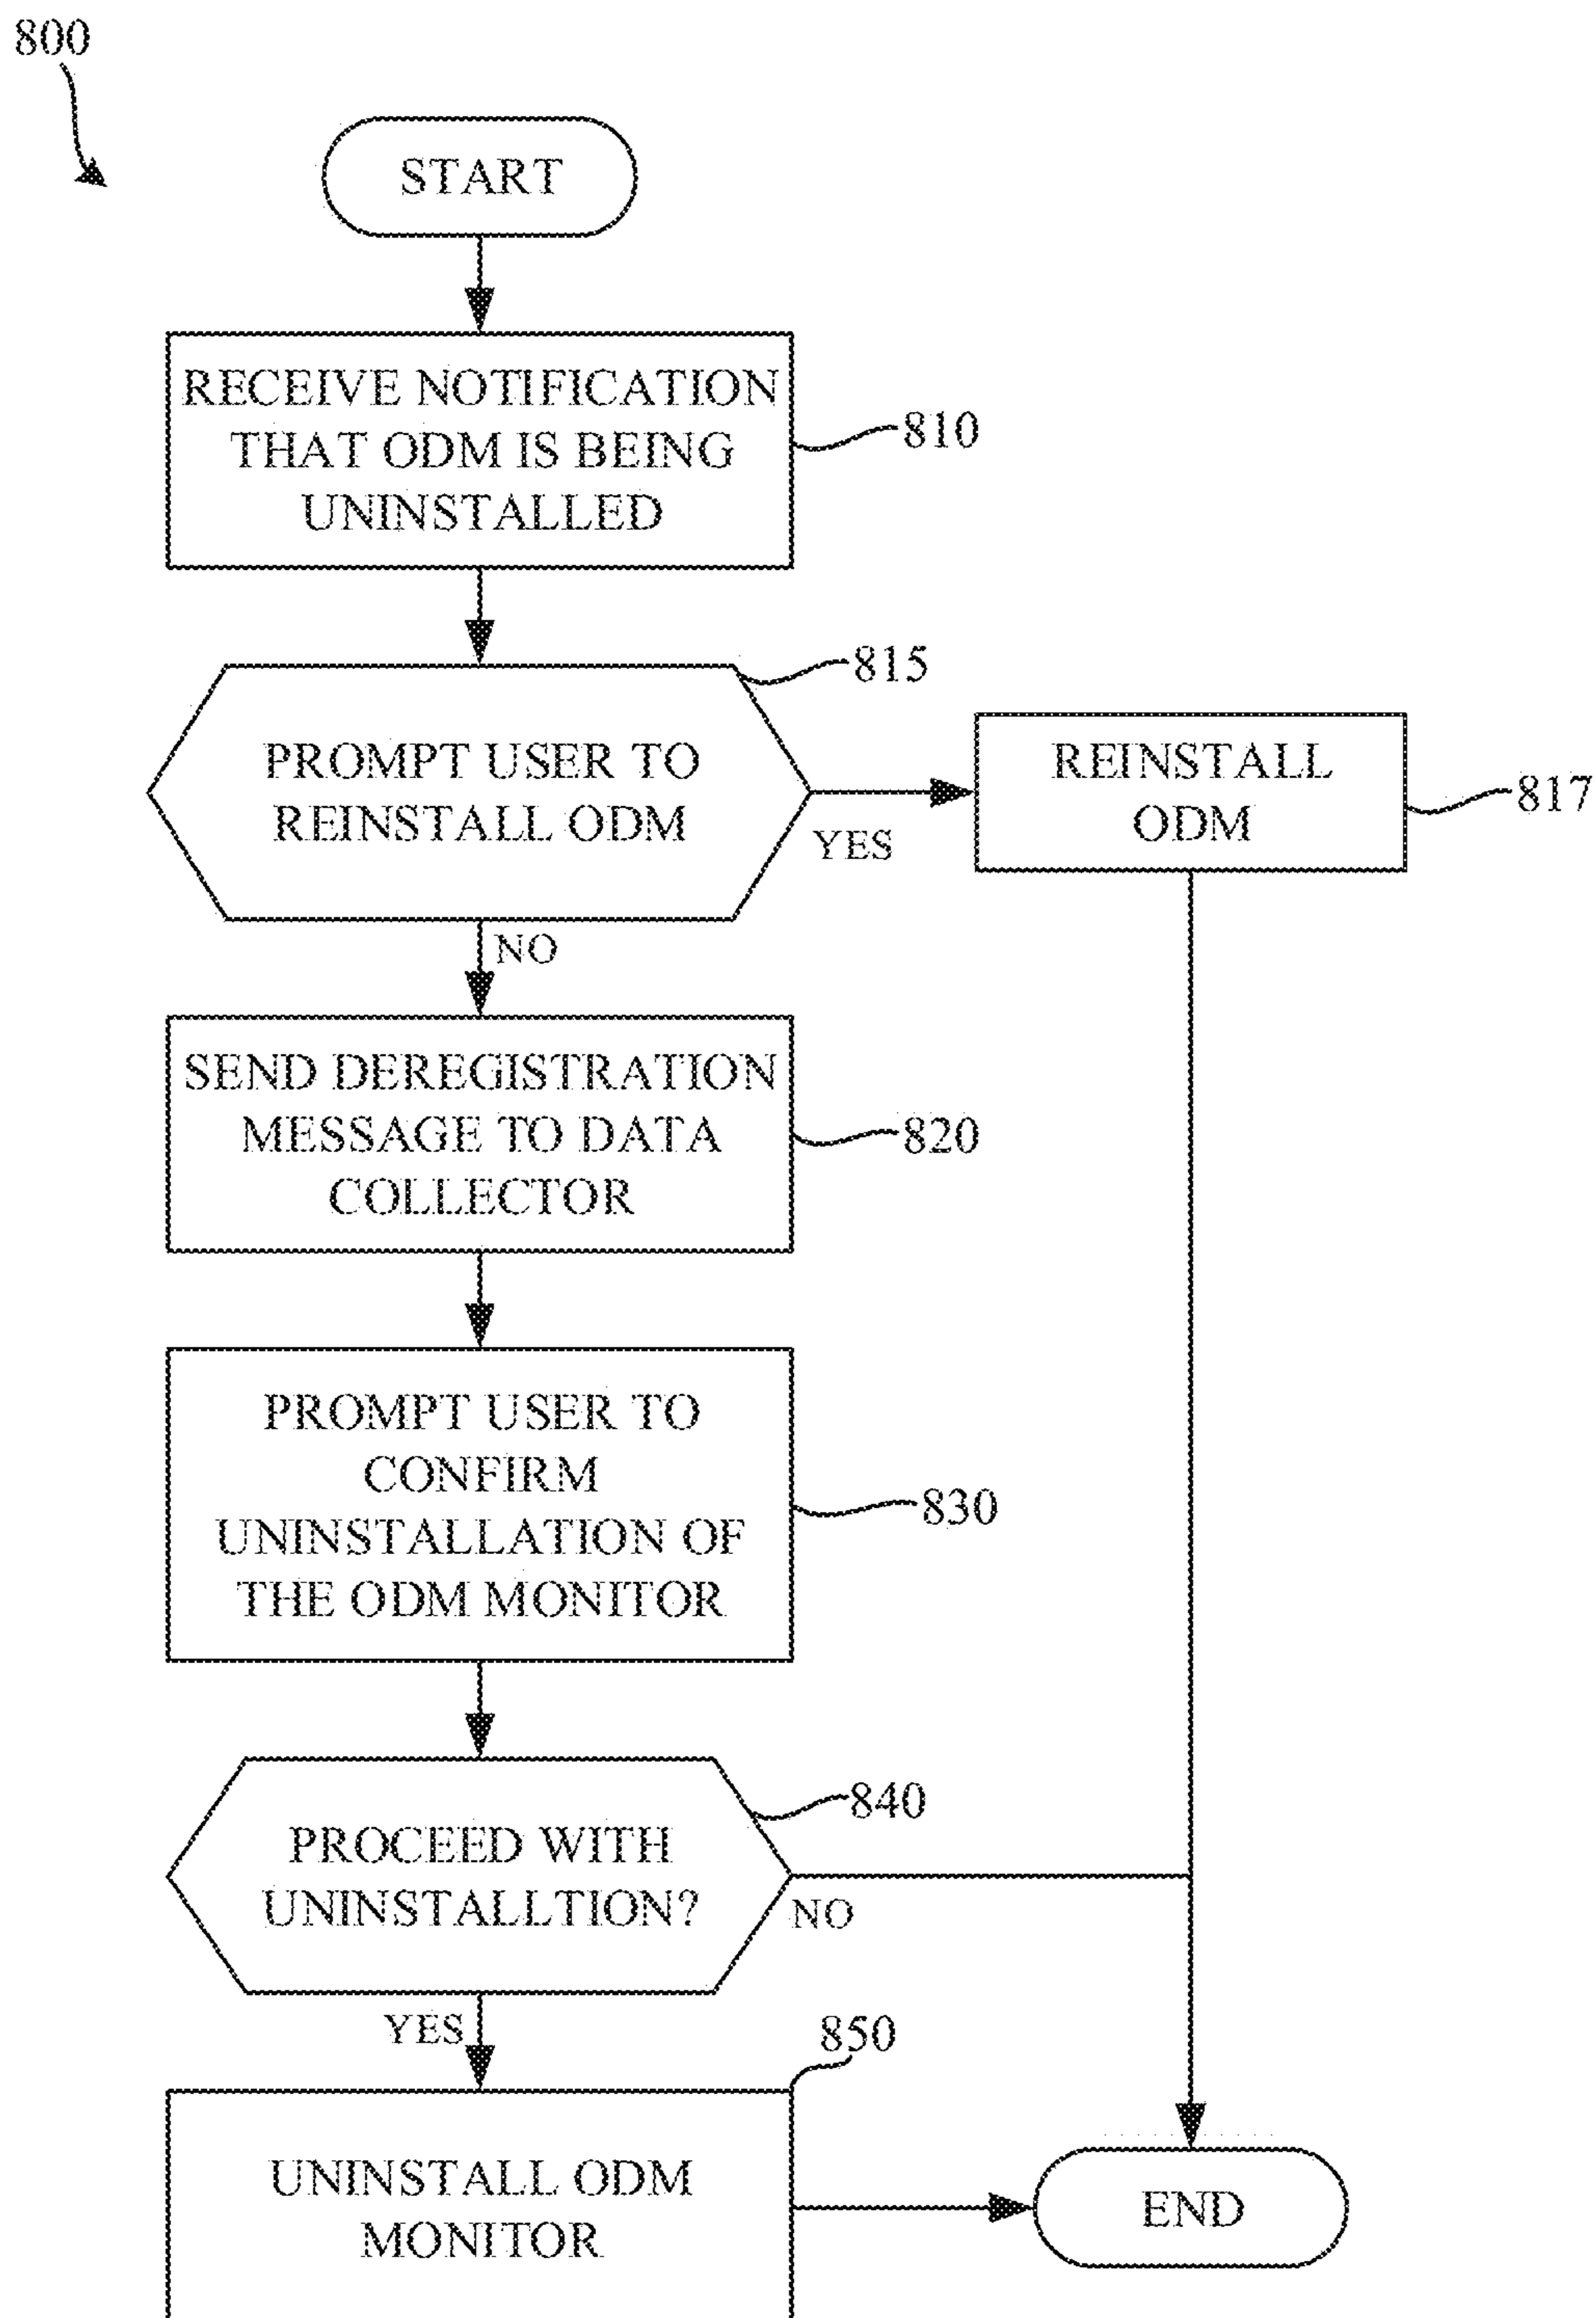 800
START
RECEIVE NOTIFICATION
THAT ODM IS BEING
UNINSTALLED
810
815
PROMPT USER TO
REINSTALL ODM
YES
REINSTALL
ODM
817
NO
SEND DEREGISTRATION
MESSAGE TO DATA
COLLECTOR
820
PROMPT USER TO
CONFIRM
UNINSTALLATION OF
THE ODM MONITOR
830
840
PROCEED WITH
UNINSTALLTION?
NO
YES
850
UNINSTALL ODM
MONITOR
END